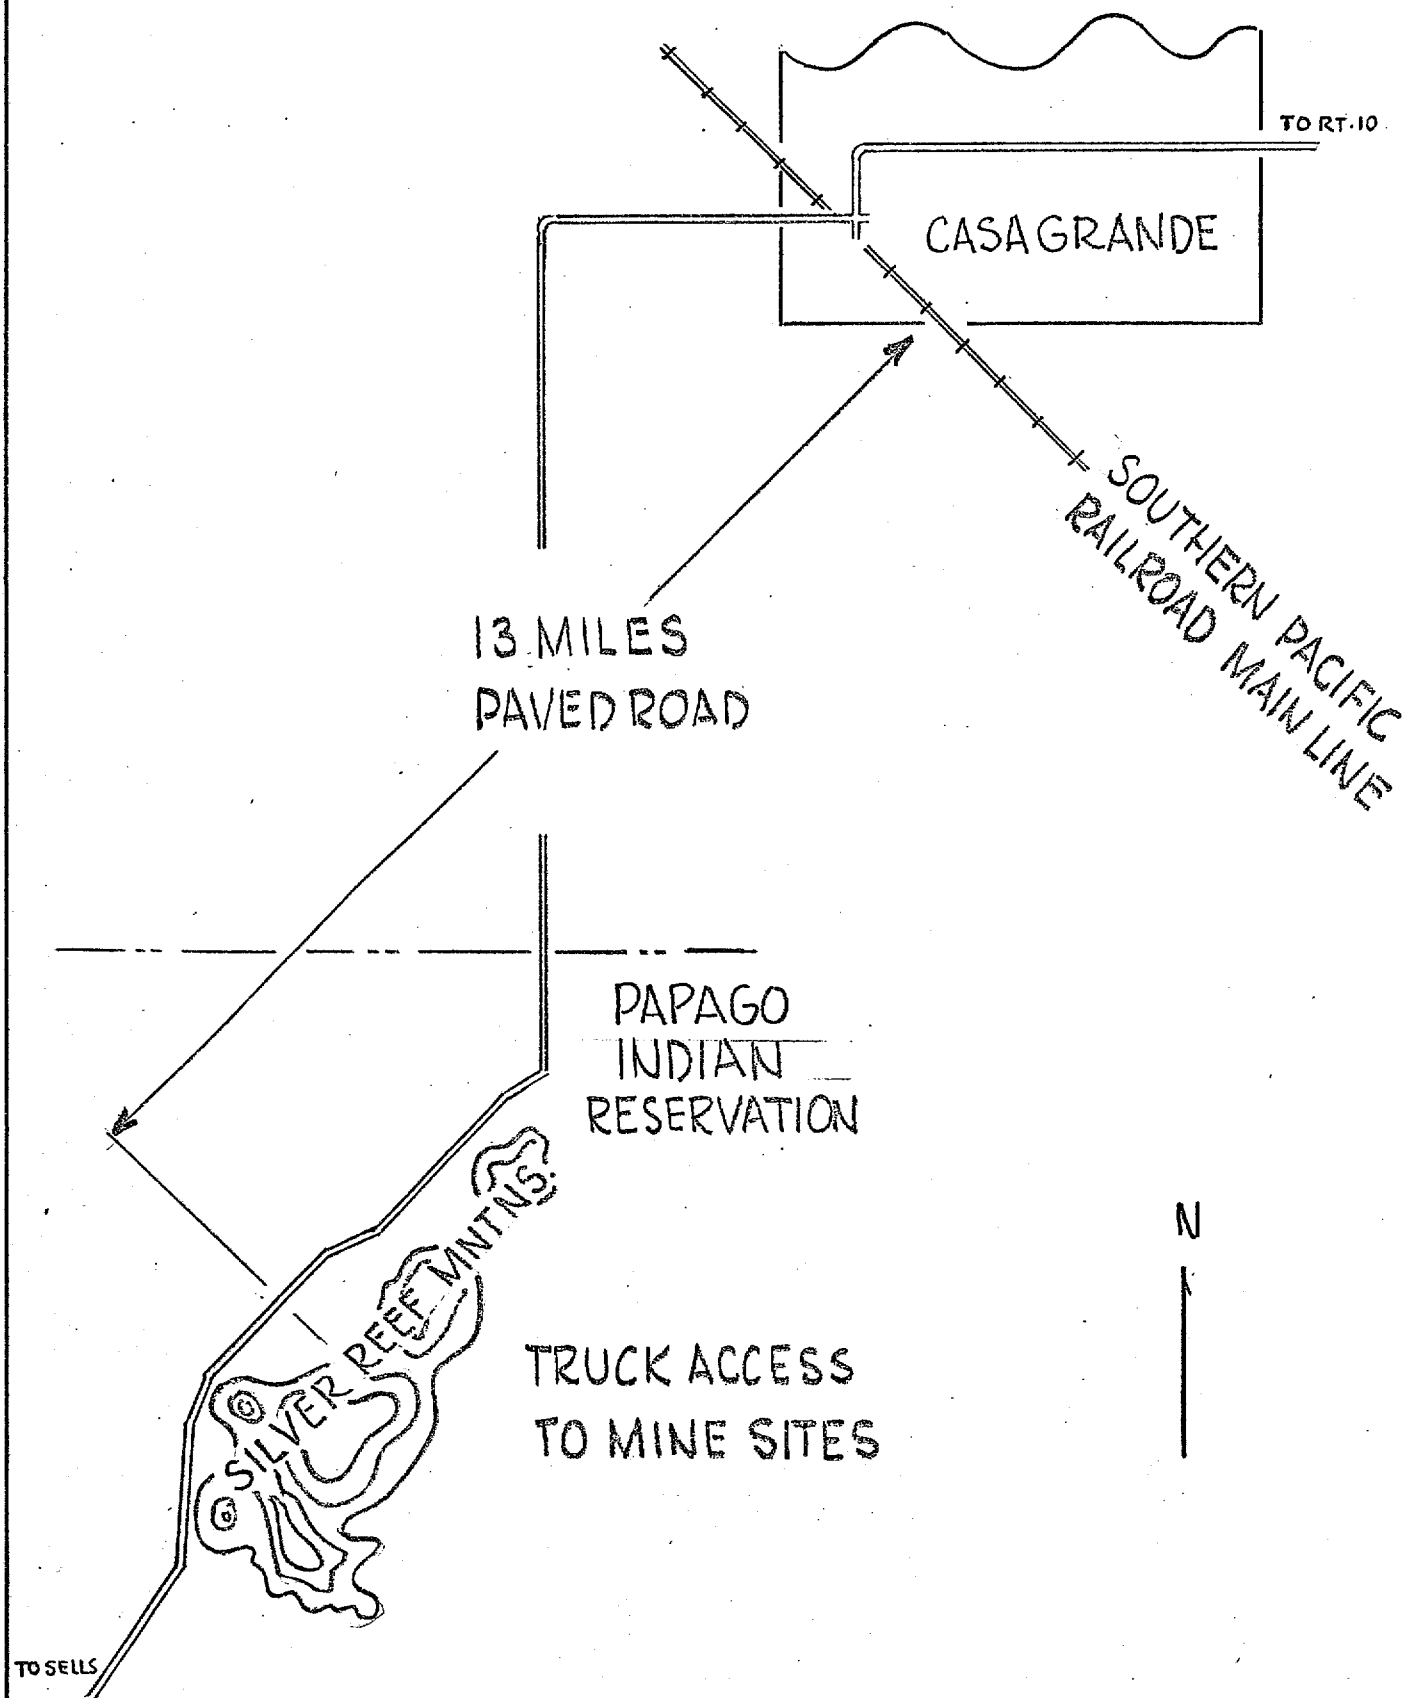 TO RT. 10
CASA GRANDE
SOUTHERN PACIFIC
RAILROAD MAIN LINE
13 MILES
PAVED ROAD
PAPAGO
INDIAN
RESERVATION
SILVER REEF MNTNS.
N
TRUCK ACCESS
TO MINE SITES
TO SELLS